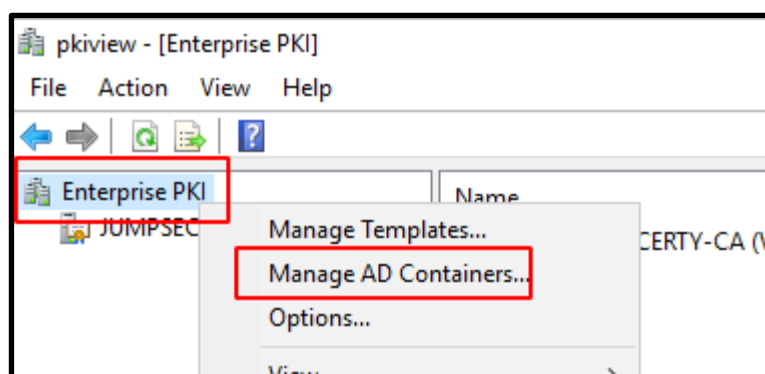 pkiview - [Enterprise PKI]
File Action View Help
Enterprise PKI
Name
JUMPSEC
Manage Templates...
CERTY-CA (V
Manage AD Containers...
Options...
View